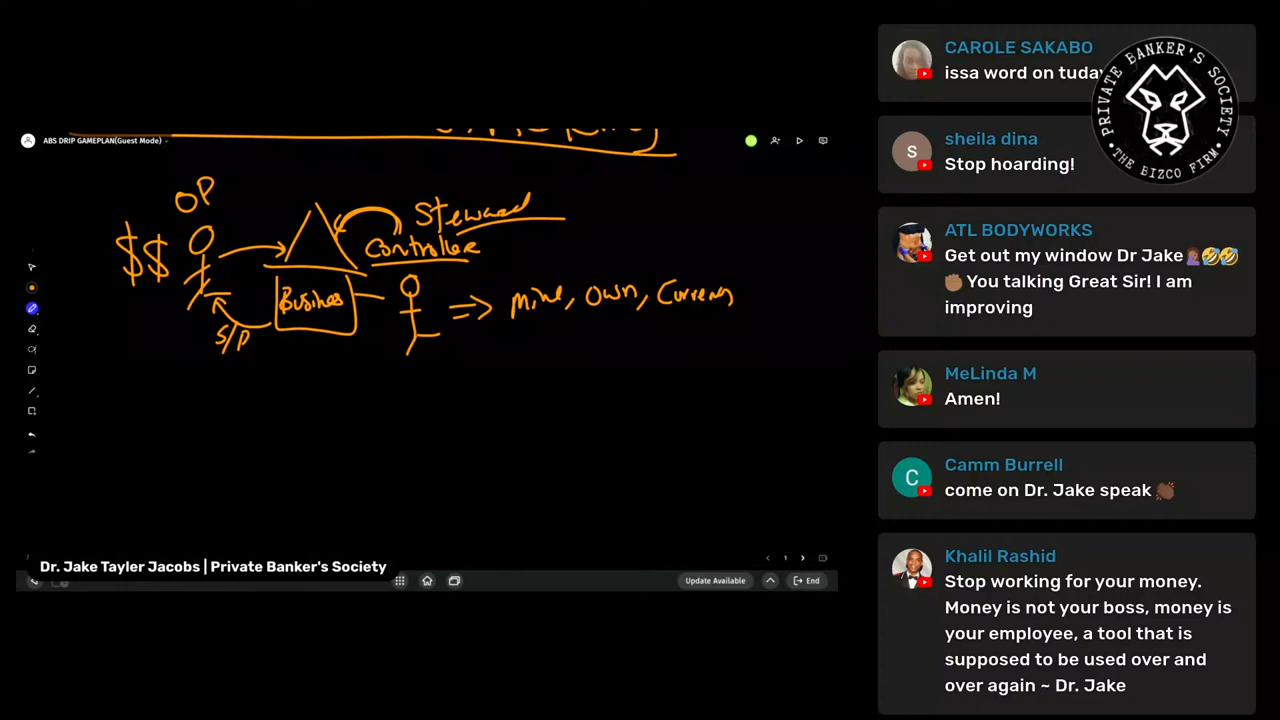 ABS DRIP GAMEPLAN(Guest Mode)
OP
$$
Steward
Controller
Business
S/P
Mine, Own, Currency
Dr. Jake Tayler Jacobs | Private Banker's Society
1
Update Available
End
CAROLE SAKABO
issa word on tuday
PRIVATE BANKER'S SOCIETY
• THE BIZCO FIRM •
sheila dina
S
Stop hoarding!
ATL BODYWORKS
Get out my window Dr Jake🤦🏽‍♀️🤣🤣
✊🏽 You talking Great Sir! I am
improving
MeLinda M
Amen!
Camm Burrell
C
come on Dr. Jake speak 👏🏾
Khalil Rashid
Stop working for your money.
Money is not your boss, money is
your employee, a tool that is
supposed to be used over and
over again ~ Dr. Jake